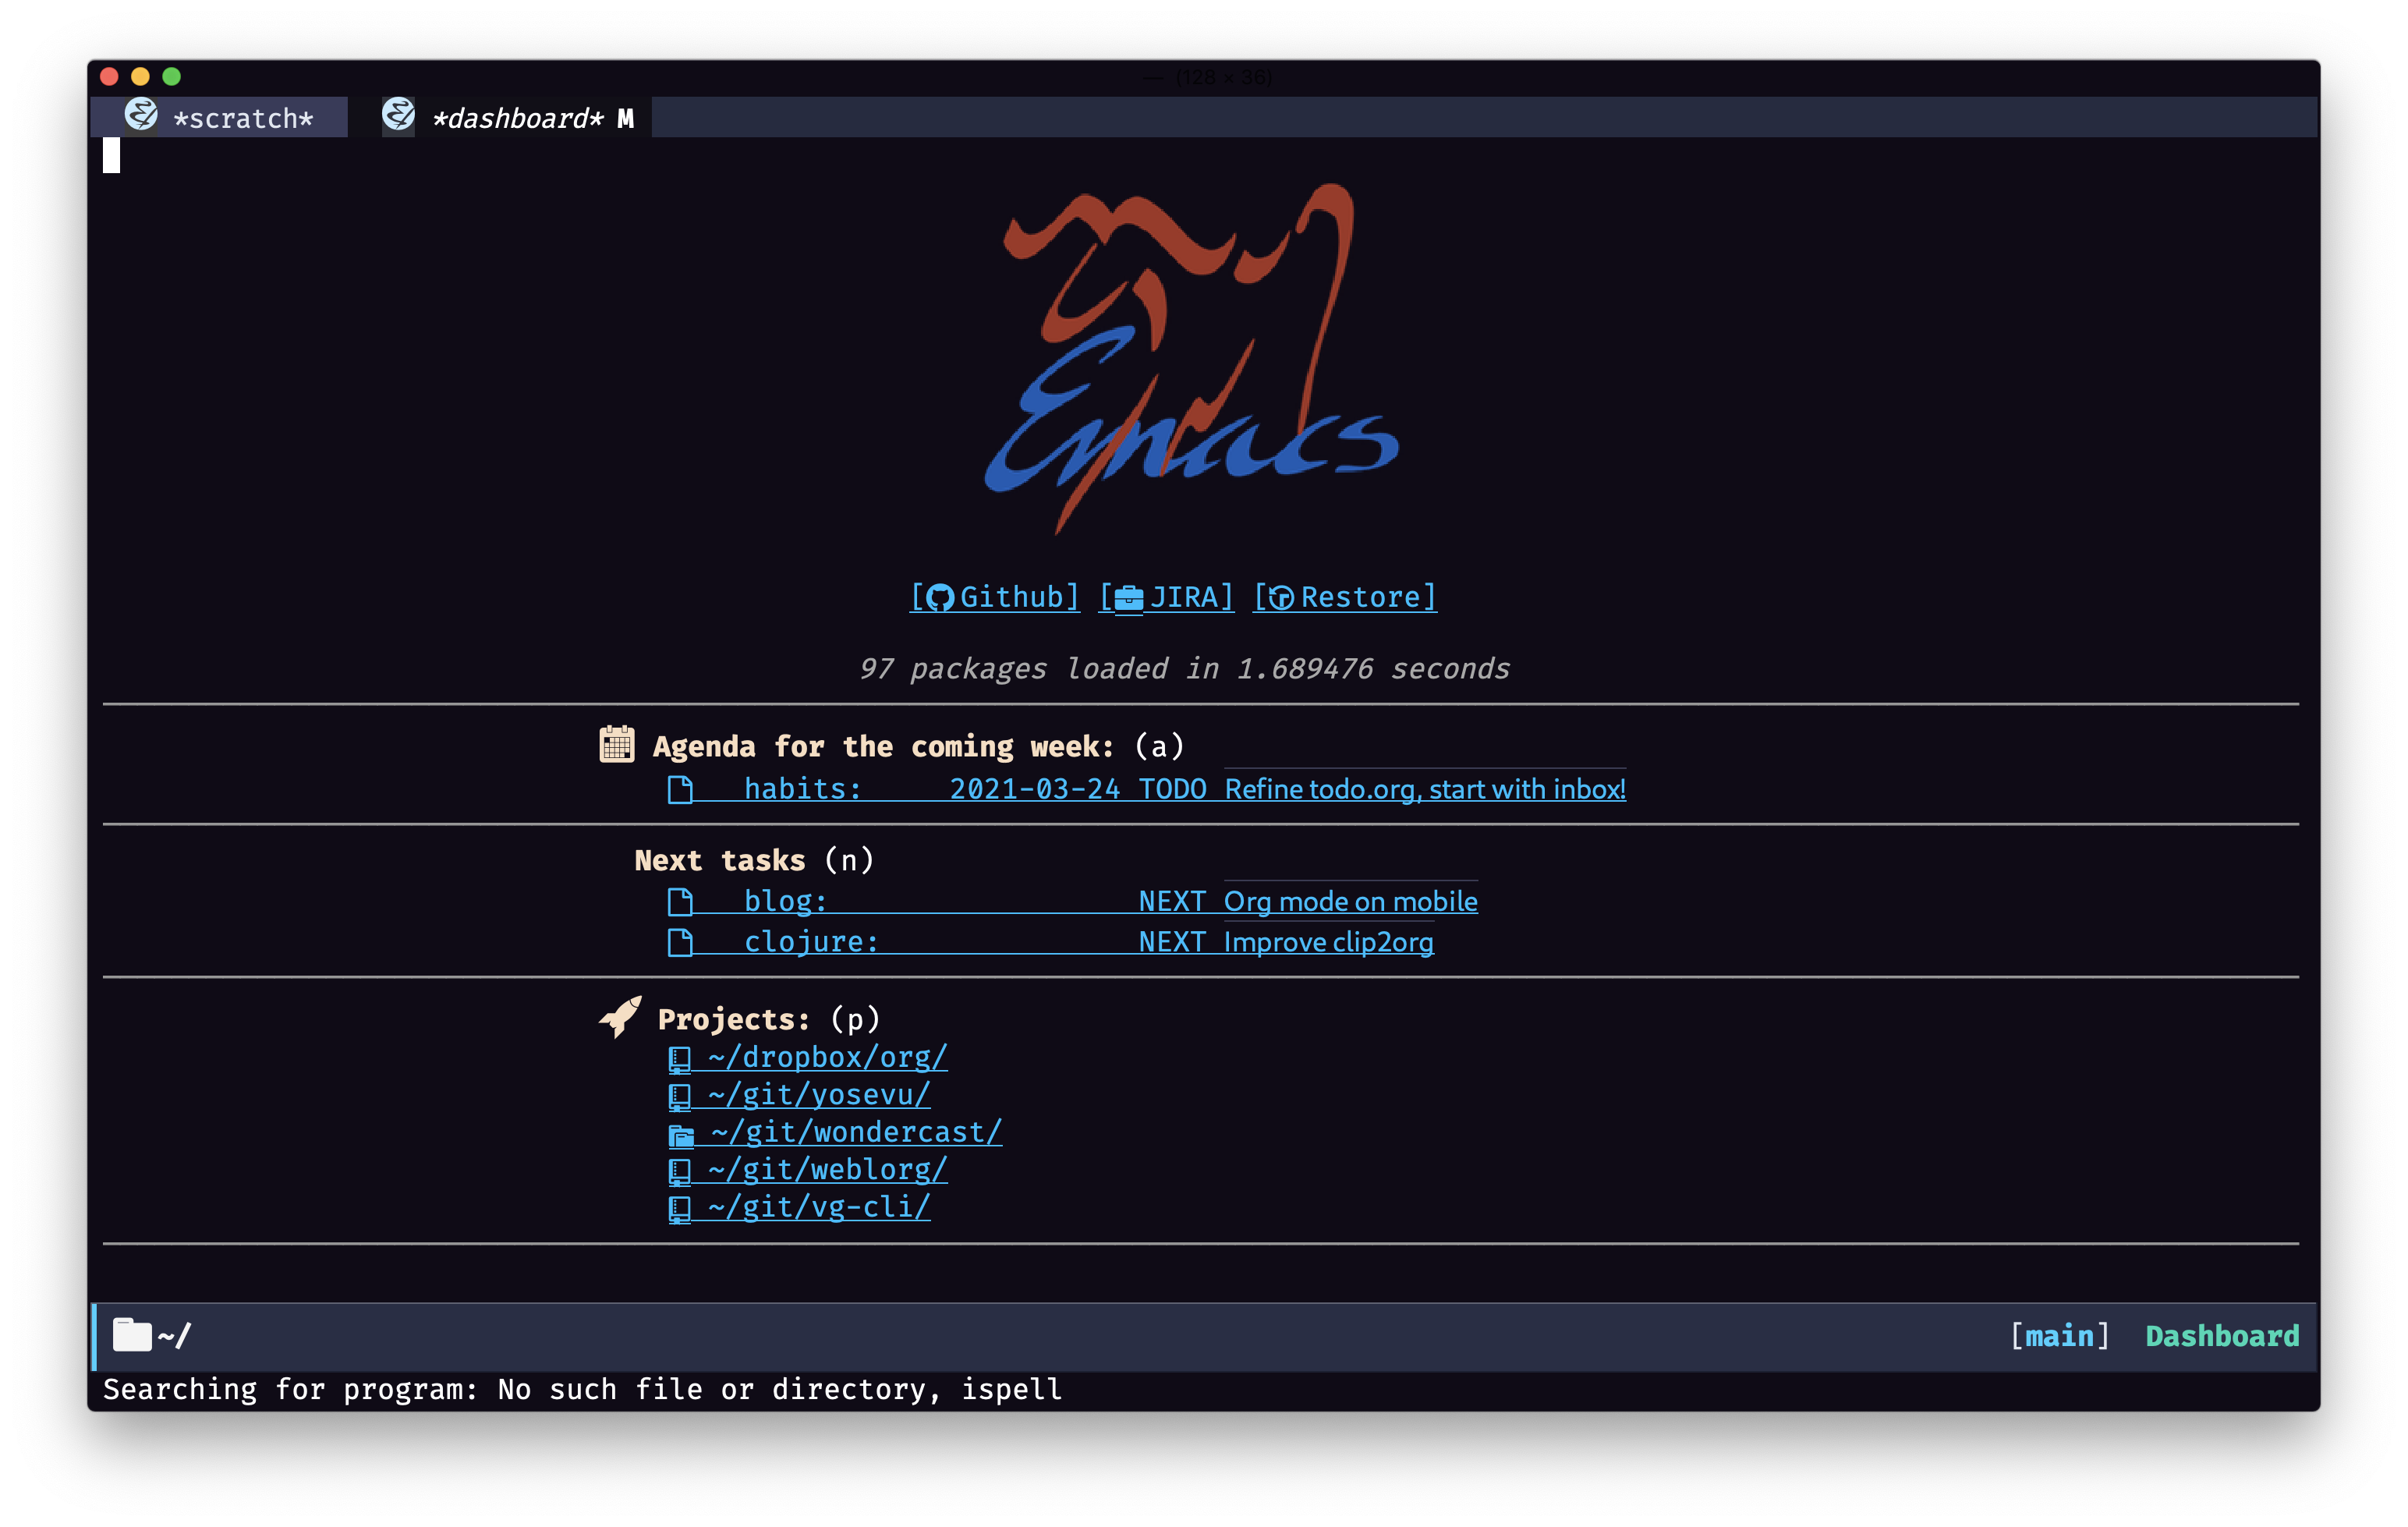 — (128 × 36)
*scratch* *dashboard* M
Emacs
[Github] [JIRA] [Restore]
97 packages loaded in 1.689476 seconds
Agenda for the coming week: (a)
habits: 2021-03-24 TODO Refine todo.org, start with inbox!
Next tasks (n)
blog: NEXT Org mode on mobile
clojure: NEXT Improve clip2org
Projects: (p)
~/dropbox/org/
~/git/yosevu/
~/git/wondercast/
~/git/weblorg/
~/git/vg-cli/
~/ [main] Dashboard
Searching for program: No such file or directory, ispell